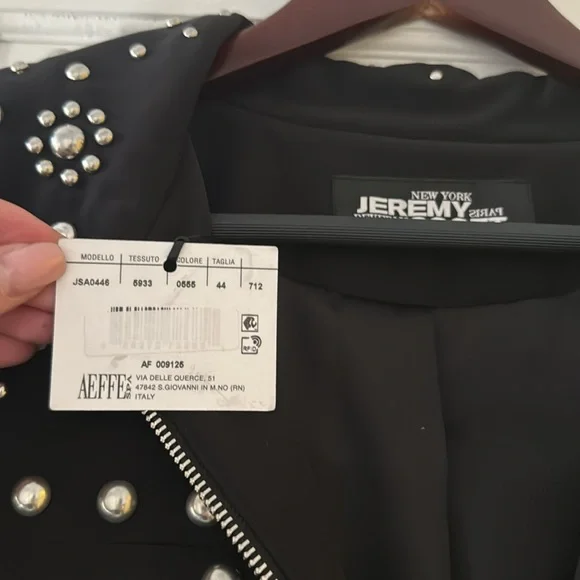 NEW YORK
JEREMY
PARIS
MODELLO TESSUTO COLORE TAGLIA
JSA0446 5933 0555 44 712
AF 009125
AEFFE SPA
VIA DELLE QUERCE, 51
47842 S.GIOVANNI IN M.NO (RN)
ITALY